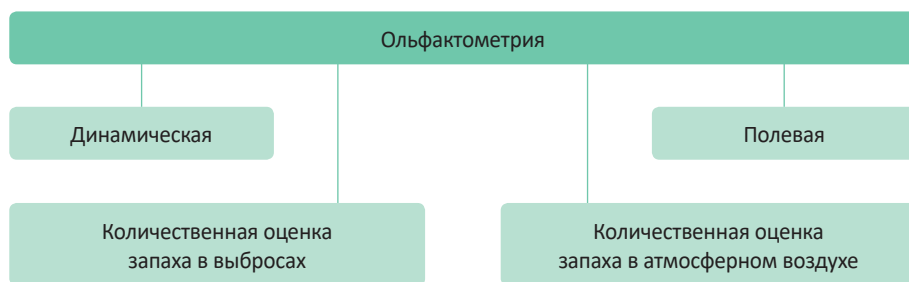 Ольфактометрия
Динамическая
Полевая
Количественная оценка
запаха в выбросах
Количественная оценка
запаха в атмосферном воздухе